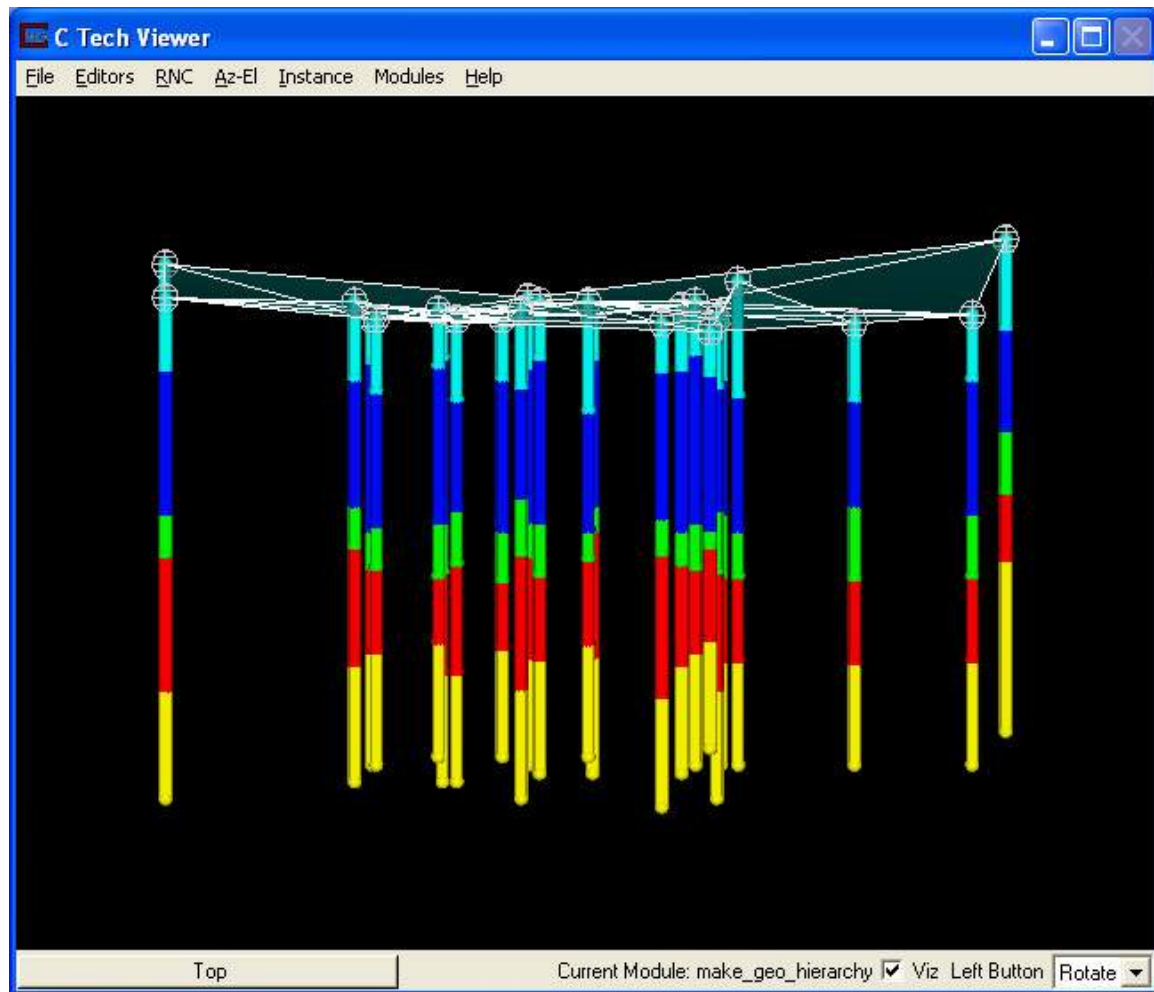 C Tech Viewer
File Editors RNC Az-El Instance Modules Help
Top Current Module: make_geo_hierarchy Viz Left Button Rotate